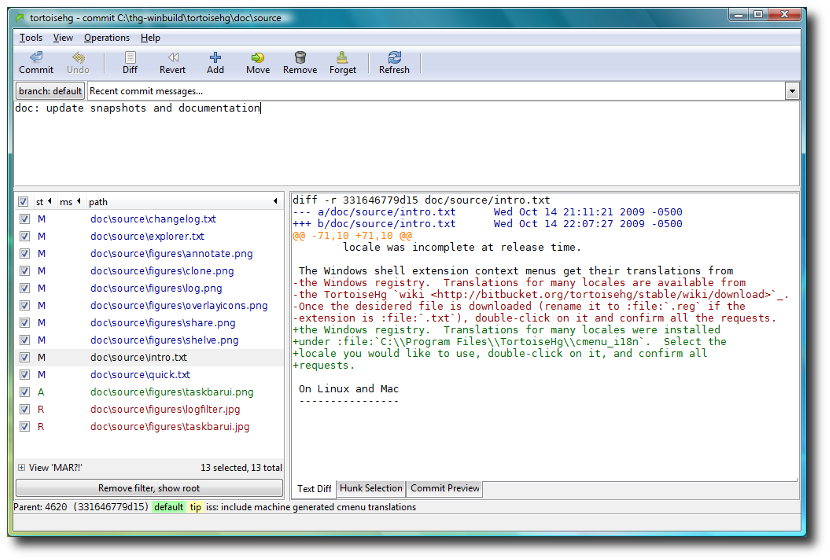 tortoisehg - commit C:\thg-winbuild\tortoisehg\doc\source
Tools View Operations Help
Commit Undo Diff Revert Add Move Remove Forget Refresh
branch: default Recent commit messages...
doc: update snapshots and documentation
st ms path
M doc\source\changelog.txt
M doc\source\explorer.txt
M doc\source\figures\annotate.png
M doc\source\figures\clone.png
M doc\source\figures\log.png
M doc\source\figures\overlayicons.png
M doc\source\figures\share.png
M doc\source\figures\shelve.png
M doc\source\intro.txt
M doc\source\quick.txt
A doc\source\figures\taskbarui.png
R doc\source\figures\logfilter.jpg
R doc\source\figures\taskbarui.jpg
View 'MAR?!' 13 selected, 13 total
Remove filter, show root
diff -r 331646779d15 doc/source/intro.txt
--- a/doc/source/intro.txt Wed Oct 14 21:11:21 2009 -0500
+++ b/doc/source/intro.txt Wed Oct 14 22:07:27 2009 -0500
@@ -71,10 +71,10 @@
locale was incomplete at release time.
The Windows shell extension context menus get their translations from
-the Windows registry.  Translations for many locales are available from
-the TortoiseHg `wiki <http://bitbucket.org/tortoisehg/stable/wiki/download>`_.
-Once the desidered file is downloaded (rename it to :file:`.reg` if the
-extension is :file:`.txt`), double-click on it and confirm all the requests.
+the Windows registry.  Translations for many locales were installed
+under :file:`C:\\Program Files\\TortoiseHg\\cmenu_i18n`.  Select the
+locale you would like to use, double-click on it, and confirm all
+requests.
On Linux and Mac
----------------
Text Diff Hunk Selection Commit Preview
Parent: 4620 (331646779d15) default tip iss: include machine generated cmenu translations